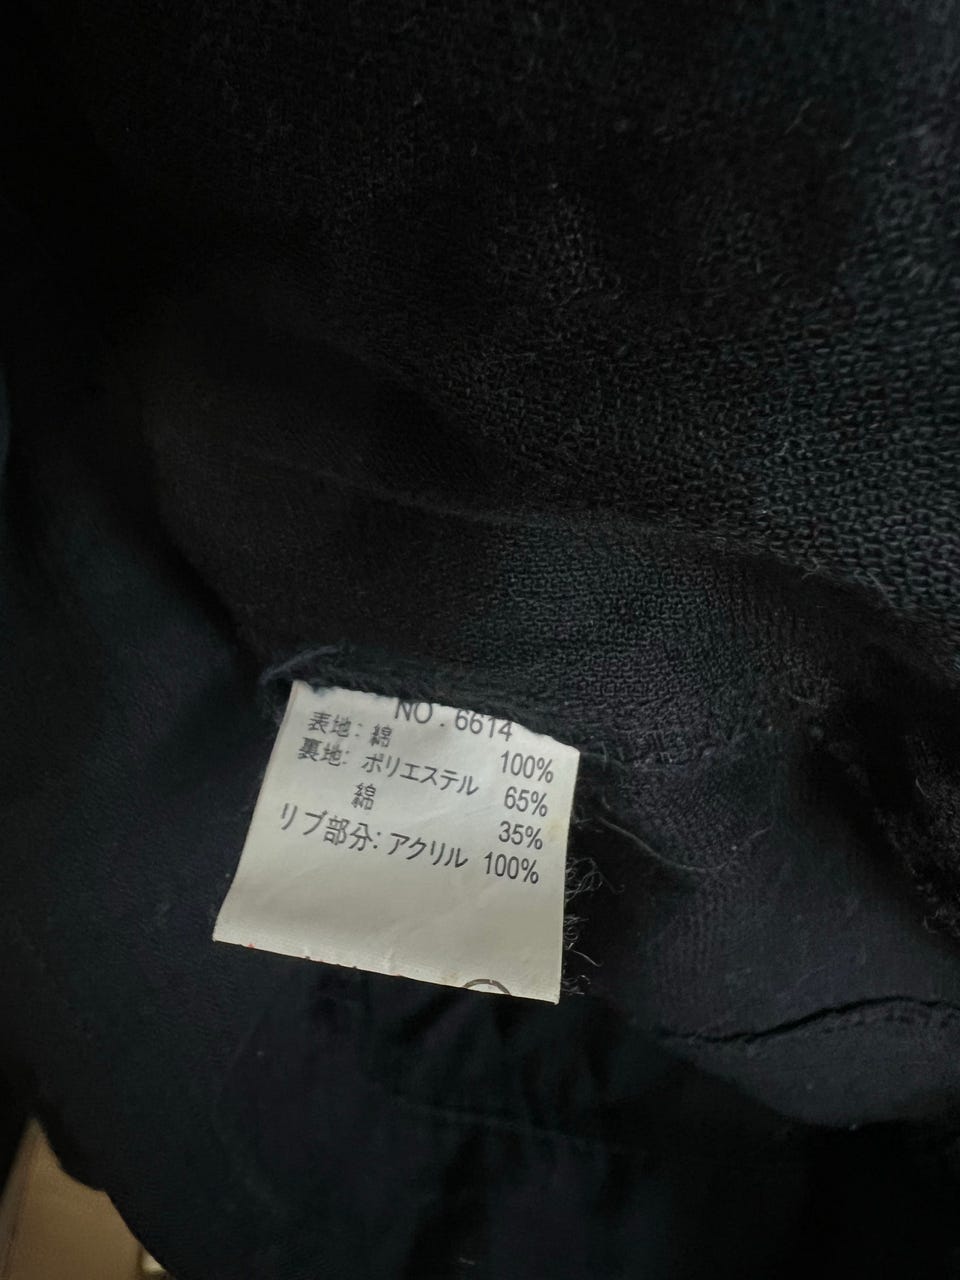 NO. 6614
表地: 綿 100%
裏地: ポリエステル 65%
綿 35%
リブ部分: アクリル 100%